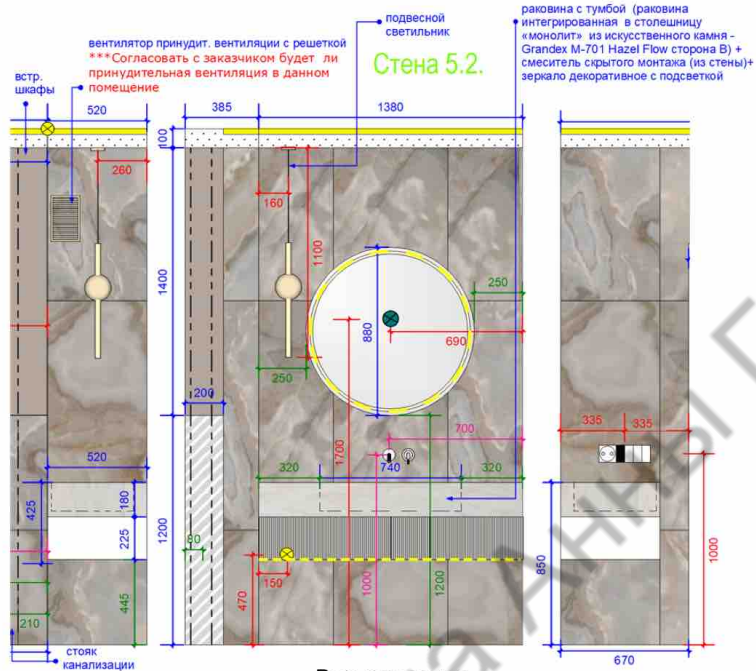 раковина с тумбой (раковина
интегрированная в столешницу
«монолит» из искусственного камня -
Grandex M-701 Hazel Flow сторона В) +
смеситель скрытого монтажа (из стены)+
зеркало декоративное с подсветкой
подвесной
светильник
вентилятор принудит. вентиляции с решеткой
***Согласовать с заказчиком будет ли
принудительная вентиляция в данном
помещение
Стена 5.2.
встр.
шкафы
520
385
1380
100
260
160
1100
1400
250
880
690
250
200
700
335
335
1700
520
320
740
320
425
180
1200
225
80
1000
1200
850
1000
150
470
445
210
670
стояк
канализации